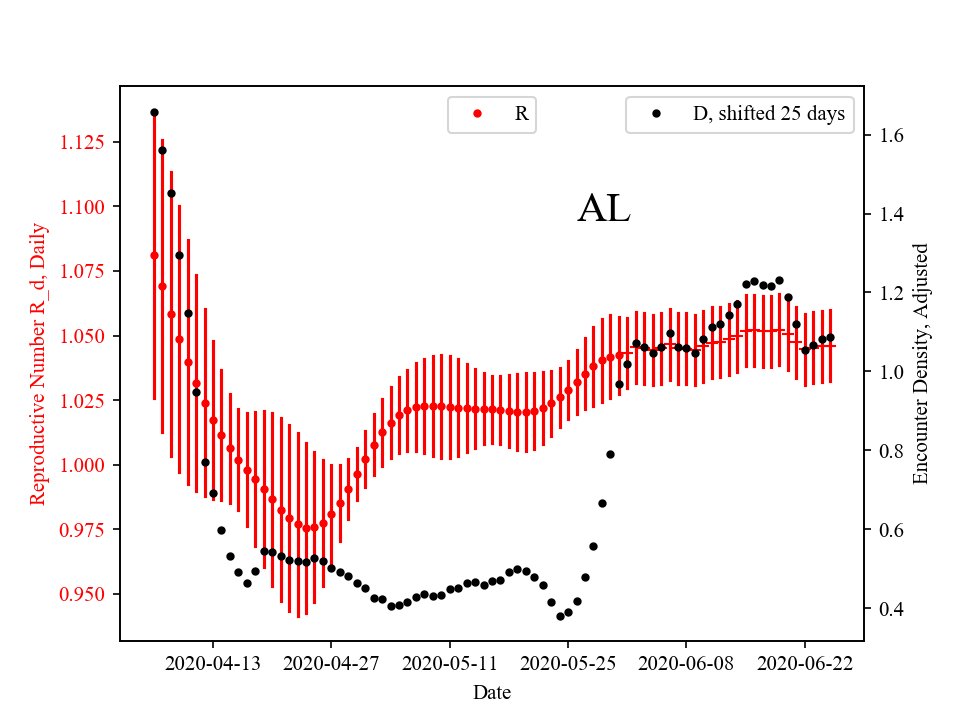 R
D, shifted 25 days
AL
Reproductive Number R_d, Daily
1.125
1.100
1.075
1.050
1.025
1.000
0.975
0.950
1.6
1.4
1.2
1.0
0.8
0.6
0.4
Encounter Density, Adjusted
2020-04-13 2020-04-27 2020-05-11 2020-05-25 2020-06-08 2020-06-22
Date